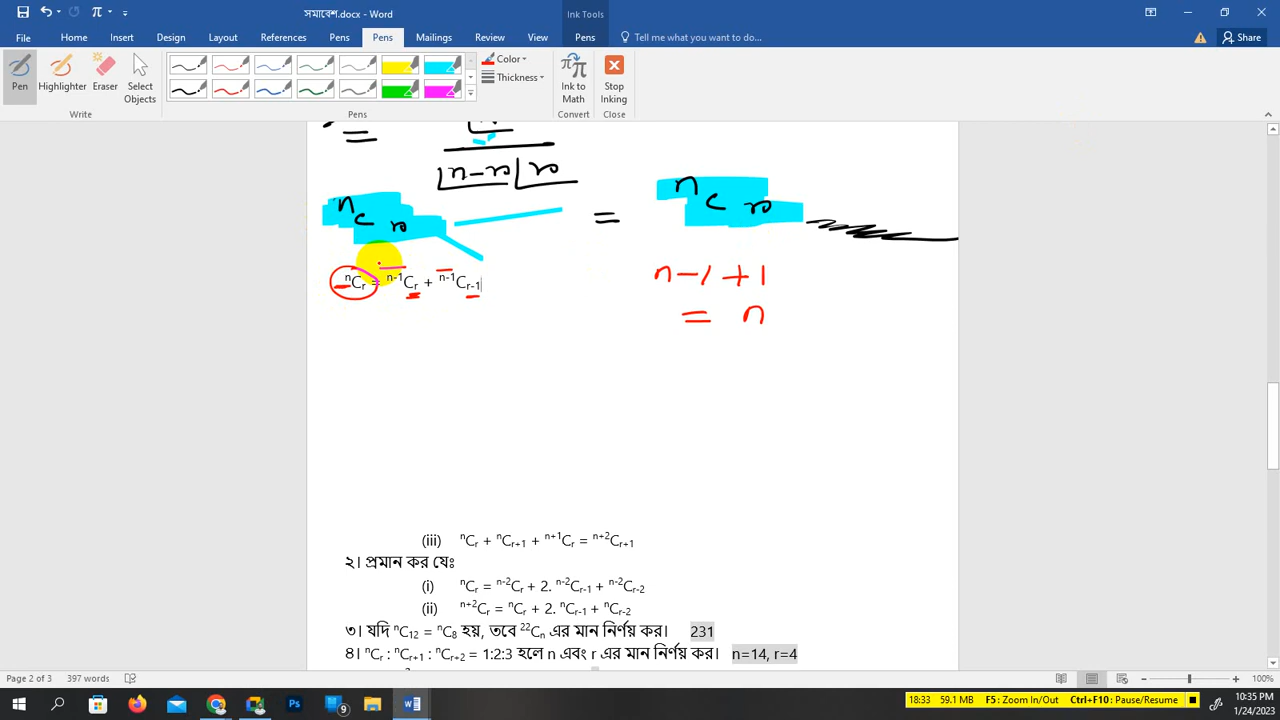 সমাবেশ.docx - Word
Ink Tools
File Home Insert Design Layout References Pages Pens Mailings Review View Pens Tell me what you want to do... Share
Pen Highlighter Eraser Select Objects
Color
Thickness
Ink to Math
Stop Inking
Write Pens Convert Close
=
|n-r |r
ⁿCᵣ = ⁿCᵣ
ⁿCᵣ = ⁿ⁻¹Cᵣ + ⁿ⁻¹Cᵣ₋₁
n-1+1
= n
(iii) ⁿCᵣ + ⁿCᵣ₊₁ + ⁿ⁺¹Cᵣ = ⁿ⁺²Cᵣ₊₁
২। প্রমান কর যেঃ
(i) ⁿCᵣ = ⁿ⁻²Cᵣ + 2. ⁿ⁻²Cᵣ₋₁ + ⁿ⁻²Cᵣ₋₂
(ii) ⁿ⁺²Cᵣ = ⁿCᵣ + 2. ⁿCᵣ₋₁ + ⁿCᵣ₋₂
৩। যদি ⁿC₁₂ = ⁿC₈ হয়, তবে ²²Cₙ এর মান নির্ণয় কর। 231
৪। ⁿCᵣ : ⁿCᵣ₊₁ : ⁿCᵣ₊₂ = 1:2:3 হলে n এবং r এর মান নির্ণয় কর। n=14, r=4
Page 2 of 3 397 words 100%
18:33 59.1 MB F5: Zoom In/Out Ctrl+F10: Pause/Resume
10:35 PM
1/24/2023